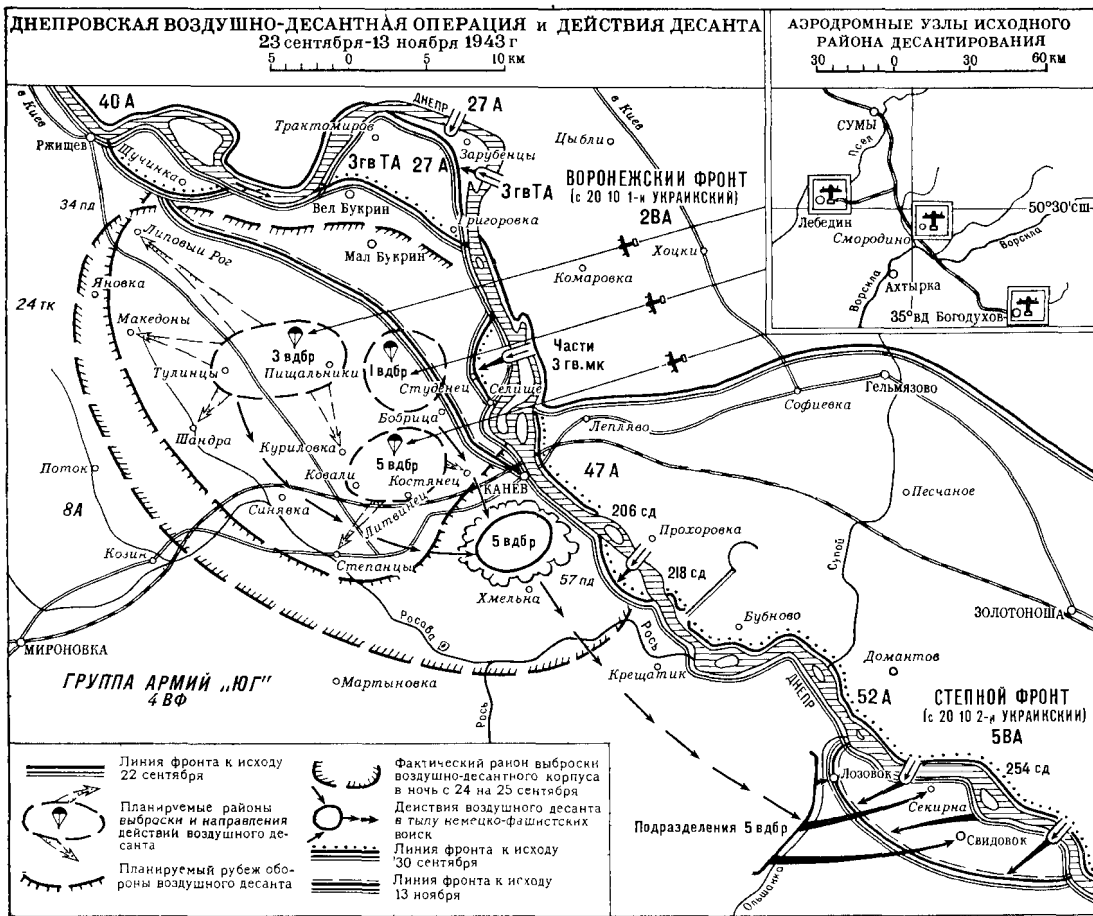 ДНЕПРОВСКАЯ ВОЗДУШНО-ДЕСАНТНАЯ ОПЕРАЦИЯ и ДЕЙСТВИЯ ДЕСАНТА
23 сентября-13 ноября 1943 г
5 0 5 10 км
АЭРОДРОМНЫЕ УЗЛЫ ИСХОДНОГО
РАЙОНА ДЕСАНТИРОВАНИЯ
30 0 30 60 км
СУМЫ
Псел
Лебедин
50°30'сш
Смородино
Ворскла
Ахтырка
Ворскла
35°вд
Богодухов
в Киев
40 А
Ржищев
Щучинка
Трактомиров
ДНЕПР
27 А
Зарубенцы
3гвТА
27 А
3гвТА
Вел Букрин
Григоровка
Мал Букрин
34 пд
Липовый Рог
Яновка
24 тк
Македоны
в Киев
Цыбли
ВОРОНЕЖСКИЙ ФРОНТ
(с 20 10 1-й УКРАИНСКИЙ)
2ВА
Хоцки
Комаровка
3 вдбр
Тулинцы
Пищальники
1 вдбр
Студенец
Селище
Части
3 гв.мк
Бобрица
Шандра
Куриловка
5 вдбр
Ковали
Костянец
КАНЕВ
Поток
8А
Синявка
Литвинец
Козин
Степанцы
5 вдбр
Хмельна
57 пд
МИРОНОВКА
Росава
Мартыновка
ГРУППА АРМИЙ „ЮГ"
4 ВФ
Рось
Рось
Крещатик
Гельмязово
Софиевка
Лепляво
47 А
206 сд
Прохоровка
218 сд
Песчаное
Супой
Бубново
ЗОЛОТОНОША
Домантов
ДНЕПР
52 А
СТЕПНОЙ ФРОНТ
(с 20 10 2-й УКРАИНСКИЙ)
5ВА
254 сд
Лозовок
Секирна
Свидовок
Подразделения 5 вдбр
Ольшанка
Линия фронта к исходу
22 сентября
Планируемые районы
выброски и направления
действий воздушного де-
санта
Планируемый рубеж обо-
роны воздушного десанта
Фактический район выброски
воздушно-десантного корпуса
в ночь с 24 на 25 сентября
Действия воздушного десанта
в тылу немецко-фашистских
войск
Линия фронта к исходу
30 сентября
Линия фронта к исходу
13 ноября